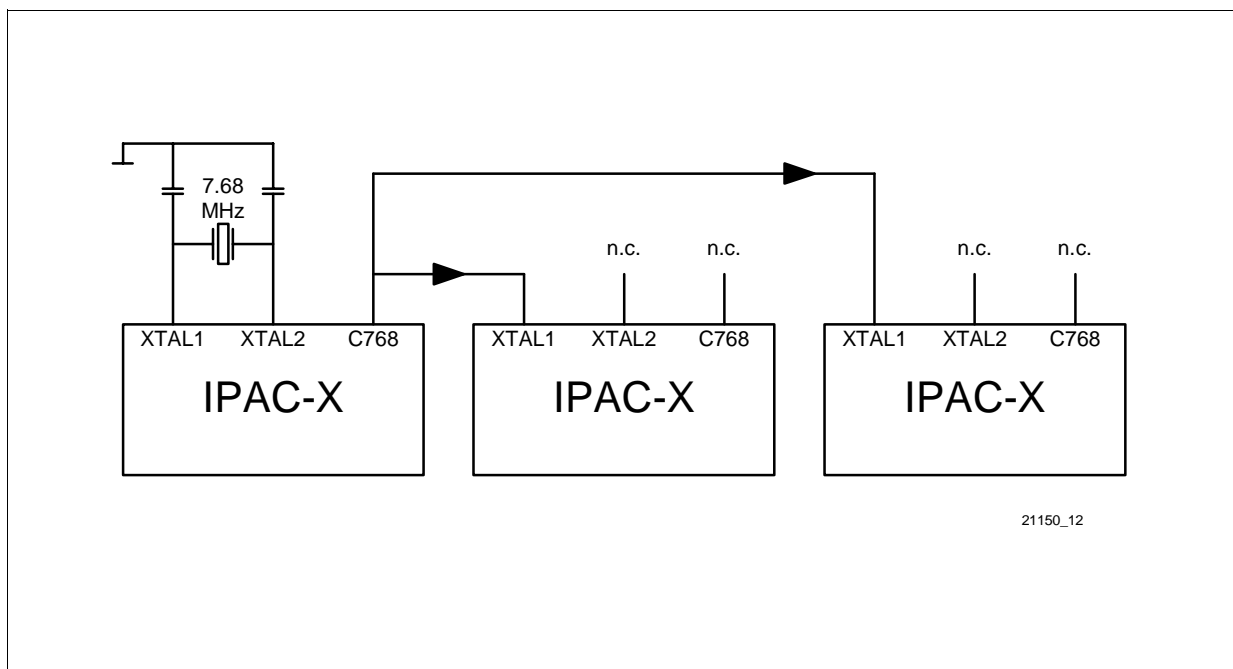 7.68
MHz
n.c. n.c. n.c. n.c.
XTAL1 XTAL2 C768 XTAL1 XTAL2 C768 XTAL1 XTAL2 C768
IPAC-X IPAC-X IPAC-X
21150_12